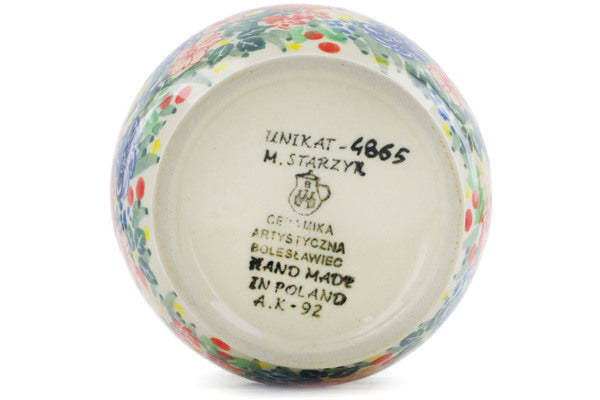 UNIKAT-4865
M. STARZYK
CERAMIKA
ARTYSTYCZNA
BOLESŁAWIEC
HAND MADE
IN POLAND
A.K-92